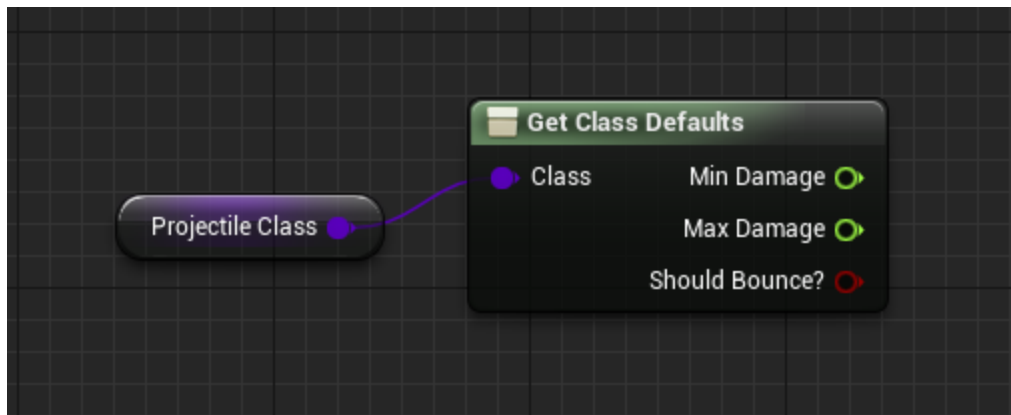 Get Class Defaults
Class
Min Damage
Projectile Class
Max Damage
Should Bounce?